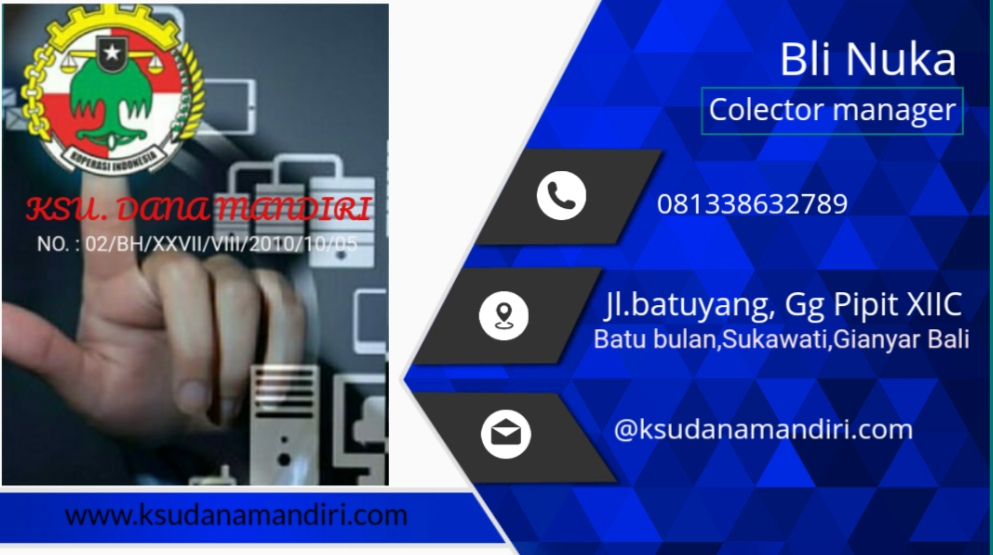 KOPERASI INDONESIA
KSU. DANA MANDIRI
NO. : 02/BH/XXVII/VIII/2010/10/05
www.ksudanamandiri.com
Bli Nuka
Colector manager
081338632789
Jl.batuyang, Gg Pipit XIIC
Batu bulan,Sukawati,Gianyar Bali
@ksudanamandiri.com